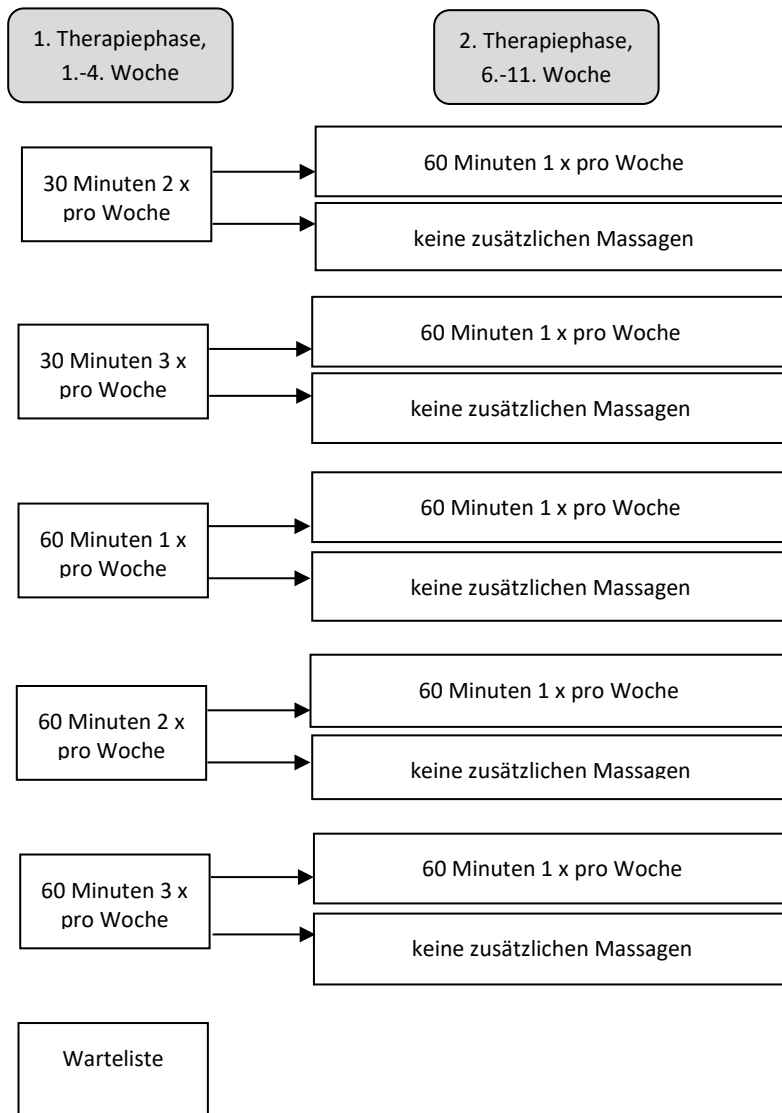 1. Therapiephase,
1.-4. Woche
2. Therapiephase,
6.-11. Woche
30 Minuten 2 x
pro Woche
60 Minuten 1 x pro Woche
keine zusätzlichen Massagen
30 Minuten 3 x
pro Woche
60 Minuten 1 x pro Woche
keine zusätzlichen Massagen
60 Minuten 1 x
pro Woche
60 Minuten 1 x pro Woche
keine zusätzlichen Massagen
60 Minuten 2 x
pro Woche
60 Minuten 1 x pro Woche
keine zusätzlichen Massagen
60 Minuten 3 x
pro Woche
60 Minuten 1 x pro Woche
keine zusätzlichen Massagen
Warteliste